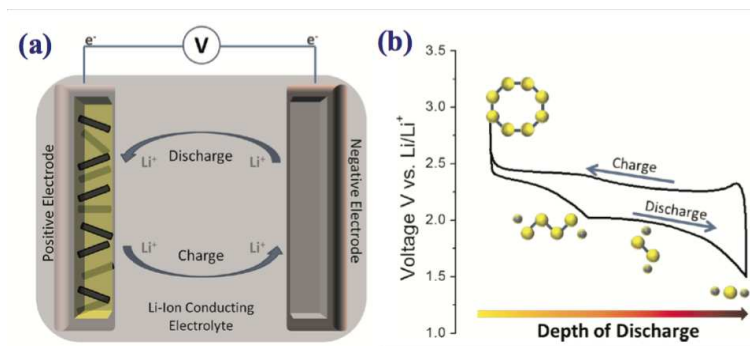 (a)
e-
V
e-
Positive Electrode
Li⁺
Discharge
Li⁺
Li⁺
Charge
Li⁺
Li-Ion Conducting
Electrolyte
Negative Electrode
(b)
Voltage V vs. Li/Li⁺
3.5
3.0
2.5
2.0
1.5
1.0
Charge
Discharge
Depth of Discharge